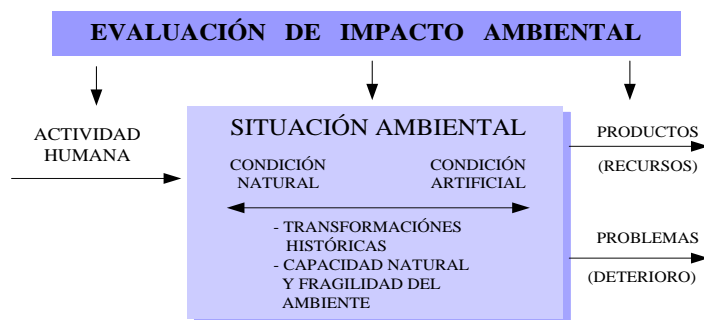 EVALUACIÓN DE IMPACTO AMBIENTAL
ACTIVIDAD
HUMANA
SITUACIÓN AMBIENTAL
CONDICIÓN
NATURAL
CONDICIÓN
ARTIFICIAL
- TRANSFORMACIÓNES
HISTÓRICAS
- CAPACIDAD NATURAL
Y FRAGILIDAD DEL
AMBIENTE
PRODUCTOS
(RECURSOS)
PROBLEMAS
(DETERIORO)